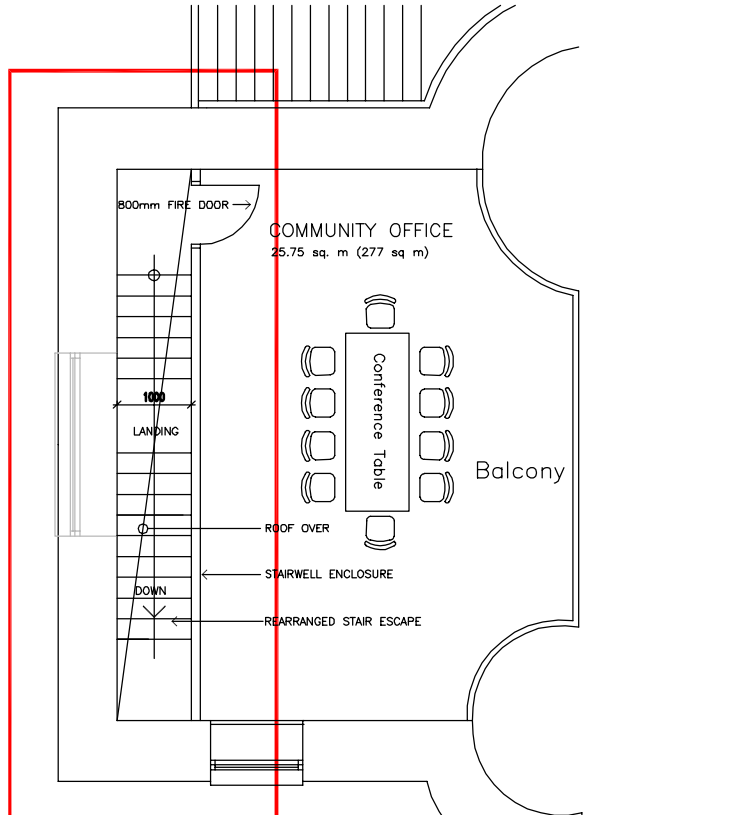 800mm FIRE DOOR
COMMUNITY OFFICE
25.75 sq. m (277 sq m)
Conference Table
1000
LANDING
Balcony
ROOF OVER
STAIRWELL ENCLOSURE
DOWN
REARRANGED STAIR ESCAPE